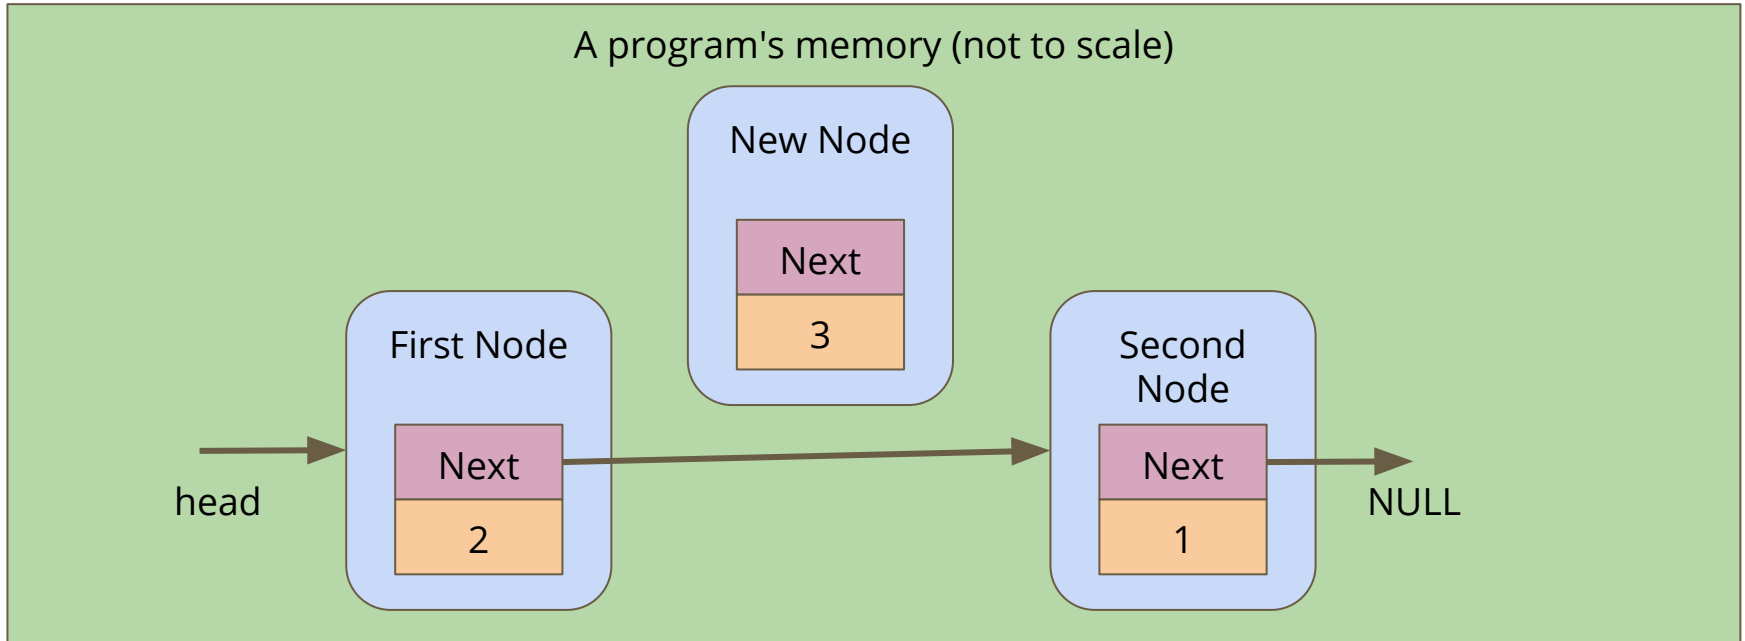 A program's memory (not to scale)
New Node
Next
3
First Node
Next
2
Second
Node
Next
1
head
NULL